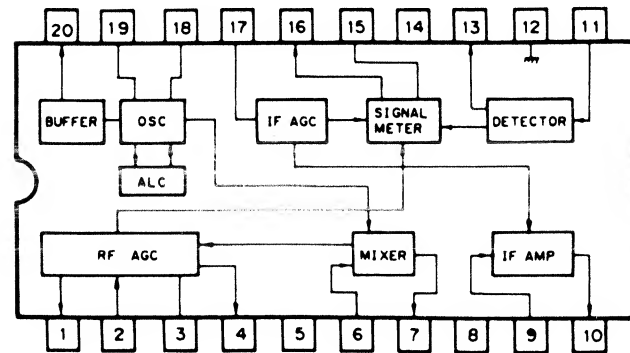 20 19 18 17 16 15 14 13 12 11
BUFFER OSC IF AGC SIGNAL METER DETECTOR
ALC
RF AGC MIXER IF AMP
1 2 3 4 5 6 7 8 9 10